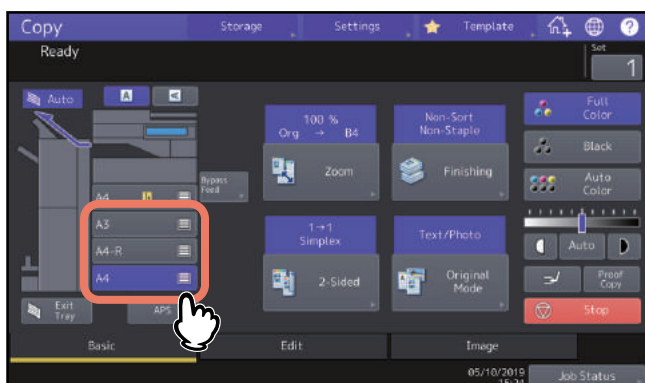 Copy
Storage
Settings
Template
?
Ready
Set
1
Auto
A
A
100 %
Org → B4
Non-Sort
Non-Staple
Full
Color
Zoom
Finishing
Black
Bypass
Feed
Auto
Color
A4
A3
A4-R
A4
1→1
Simplex
Text/Photo
Auto
2-Sided
Original
Mode
Proof
Copy
Exit
Tray
APS
Stop
Basic
Edit
Image
05/10/2019
Job Status